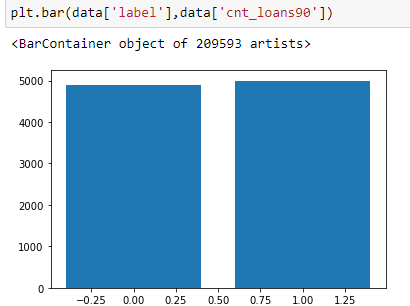 plt.bar(data['label'],data['cnt_loans90'])
<BarContainer object of 209593 artists>
5000
4000
3000
2000
1000
0
−0.25 0.00 0.25 0.50 0.75 1.00 1.25